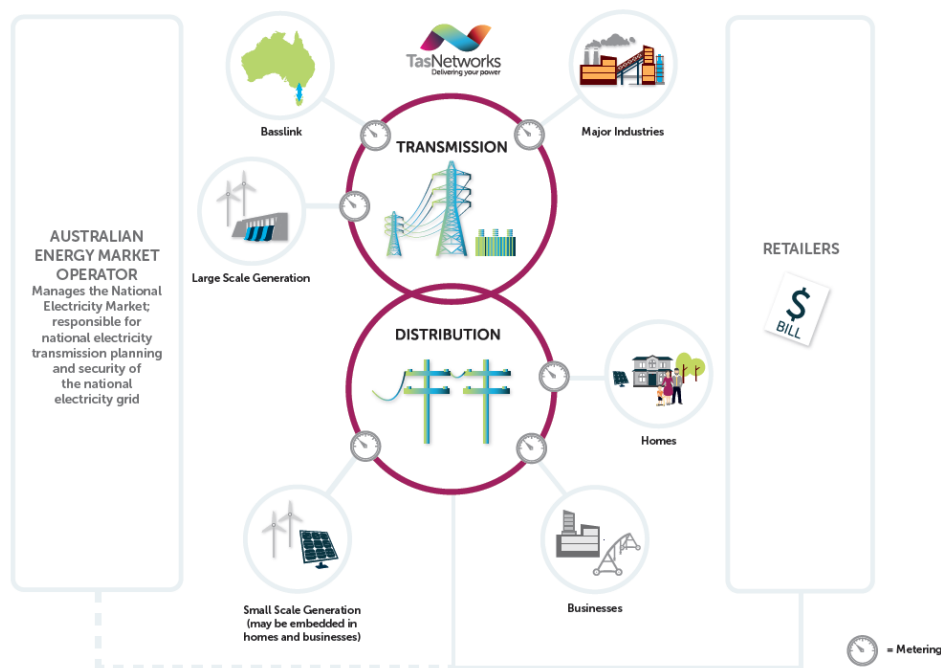 TasNetworks
Delivering your power
Basslink
Major Industries
TRANSMISSION
Large Scale Generation
AUSTRALIAN
ENERGY MARKET
OPERATOR
Manages the National
Electricity Market;
responsible for
national electricity
transmission planning
and security of
the national
electricity grid
RETAILERS
$
BILL
DISTRIBUTION
Homes
Small Scale Generation
(may be embedded in
homes and businesses)
Businesses
= Metering